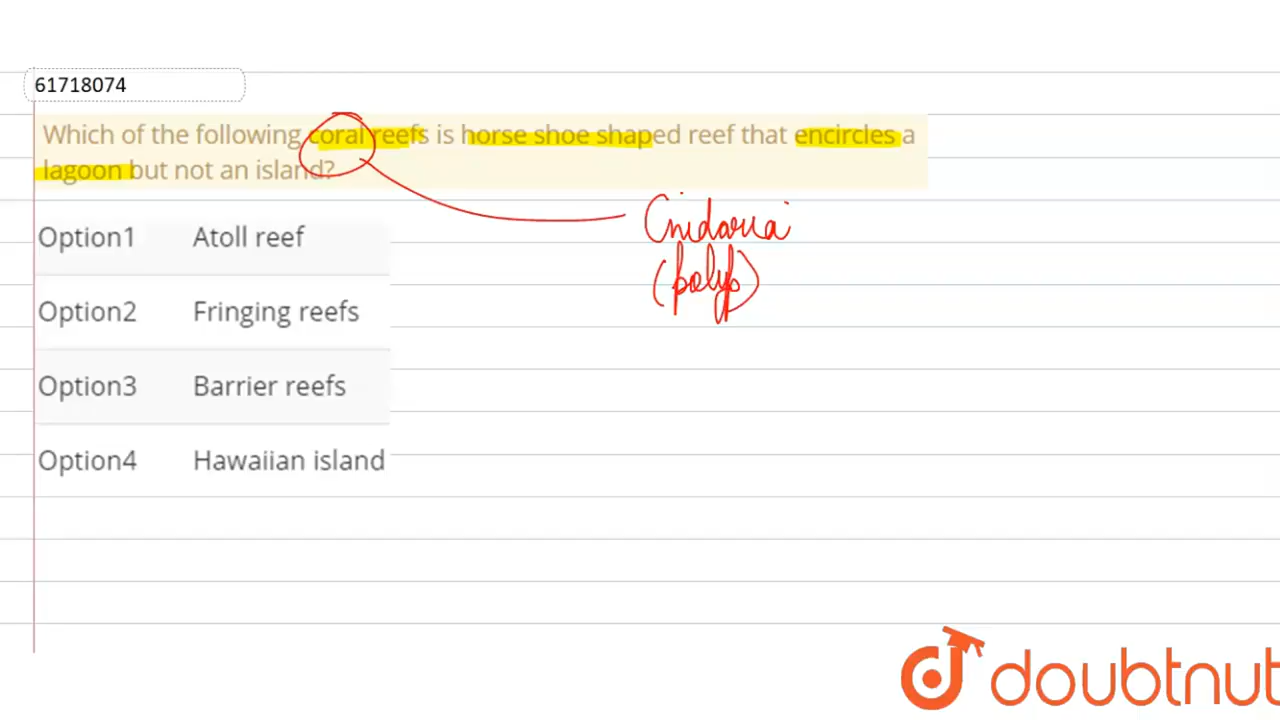 61718074
Which of the following coral reefs is horse shoe shaped reef that encircles a
lagoon but not an island?
Cnidaria
(polyp)
Option1 Atoll reef
Option2 Fringing reefs
Option3 Barrier reefs
Option4 Hawaiian island
doubtnut